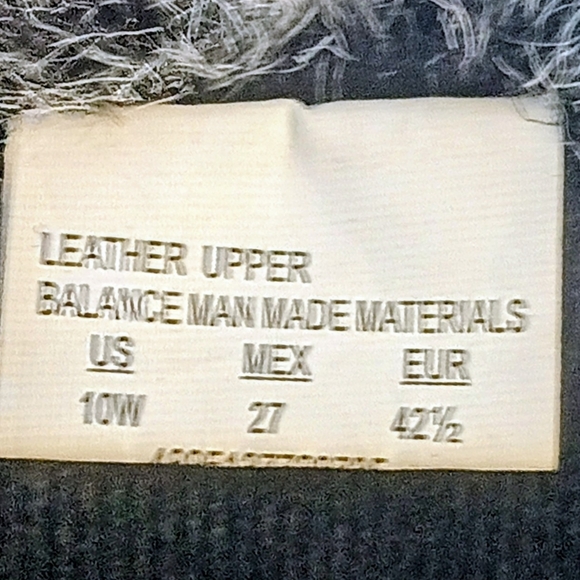 LEATHER UPPER
BALANCE MAN MADE MATERIALS
US MEX EUR
10W 27 42½